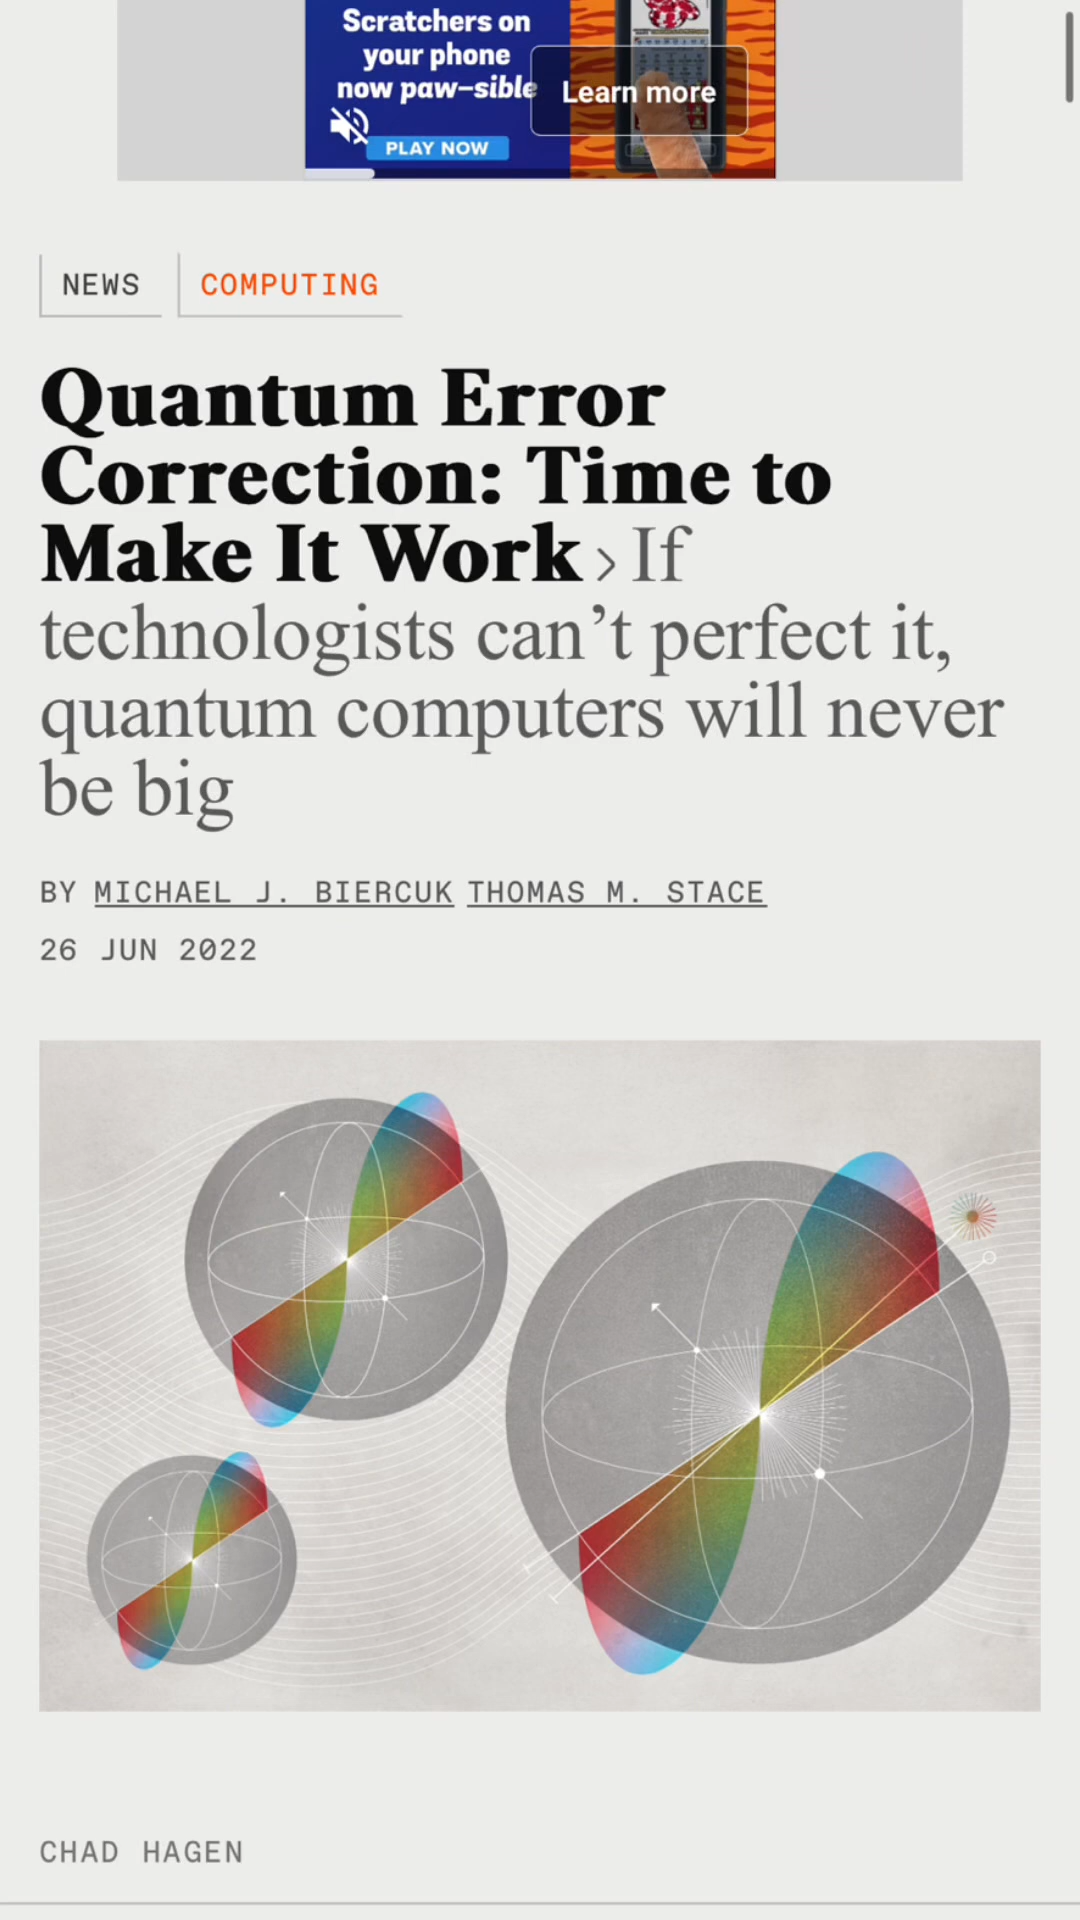 Scratchers on
your phone
now paw–sible
Learn more
PLAY NOW
NEWS
COMPUTING
Quantum Error
Correction: Time to
Make It Work › If
technologists can’t perfect it,
quantum computers will never
be big
BY MICHAEL J. BIERCUK THOMAS M. STACE
26 JUN 2022
CHAD HAGEN